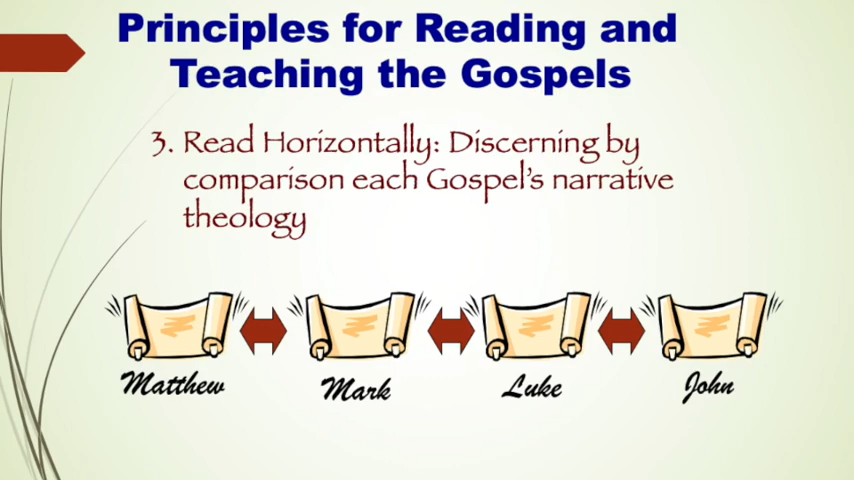 Principles for Reading and
Teaching the Gospels
3. Read Horizontally: Discerning by
comparison each Gospel's narrative
theology
Matthew
Mark
Luke
John